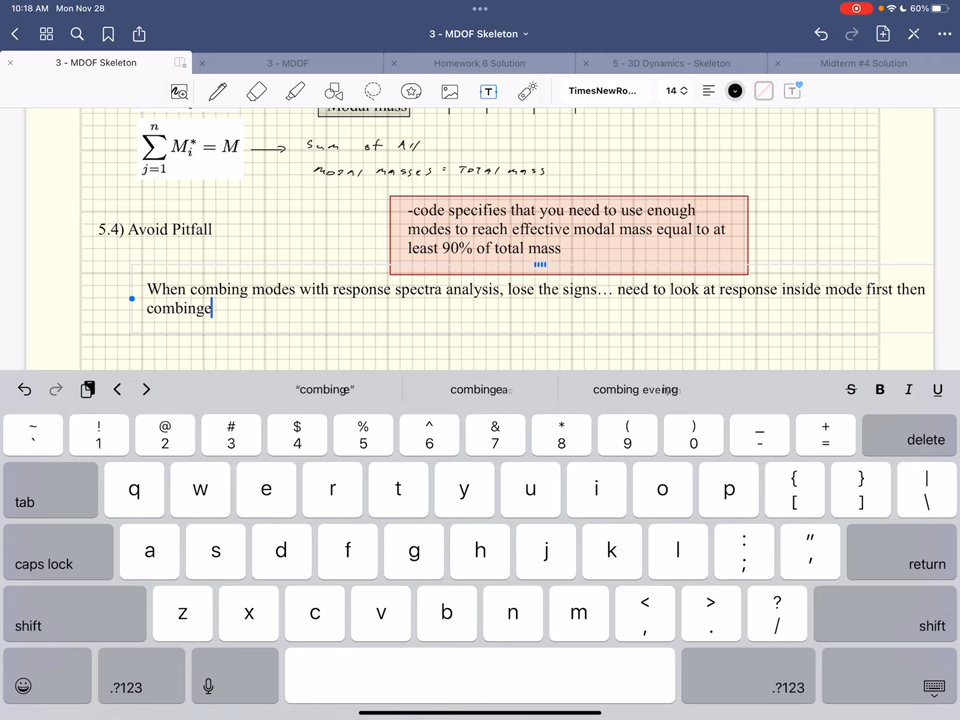 10:18 AM Mon Nov 28
60%
3 - MDOF Skeleton
3 - MDOF Skeleton
3 - MDOF
Homework 6 Solution
5 - 3D Dynamics - Skeleton
Midterm #4 Solution
TimesNewRo...
14
Modal mass
n
∑ M*i = M
j=1
Sum of All
MODAL MASSES = TOTAL MASS
-code specifies that you need to use enough
modes to reach effective modal mass equal to at
least 90% of total mass
5.4) Avoid Pitfall
When combing modes with response spectra analysis, lose the signs… need to look at response inside mode first then
combinge
"combinge"
combingeac
combing
S B I U
~ ! @ # $ % ^ & * ( ) _ +
` 1 2 3 4 5 6 7 8 9 0 - = delete
tab q w e r t y u i o p { [ } ] | \
caps lock a s d f g h j k l : ; " ' return
shift z x c v b n m < , > . ? / shift
.?123 .?123